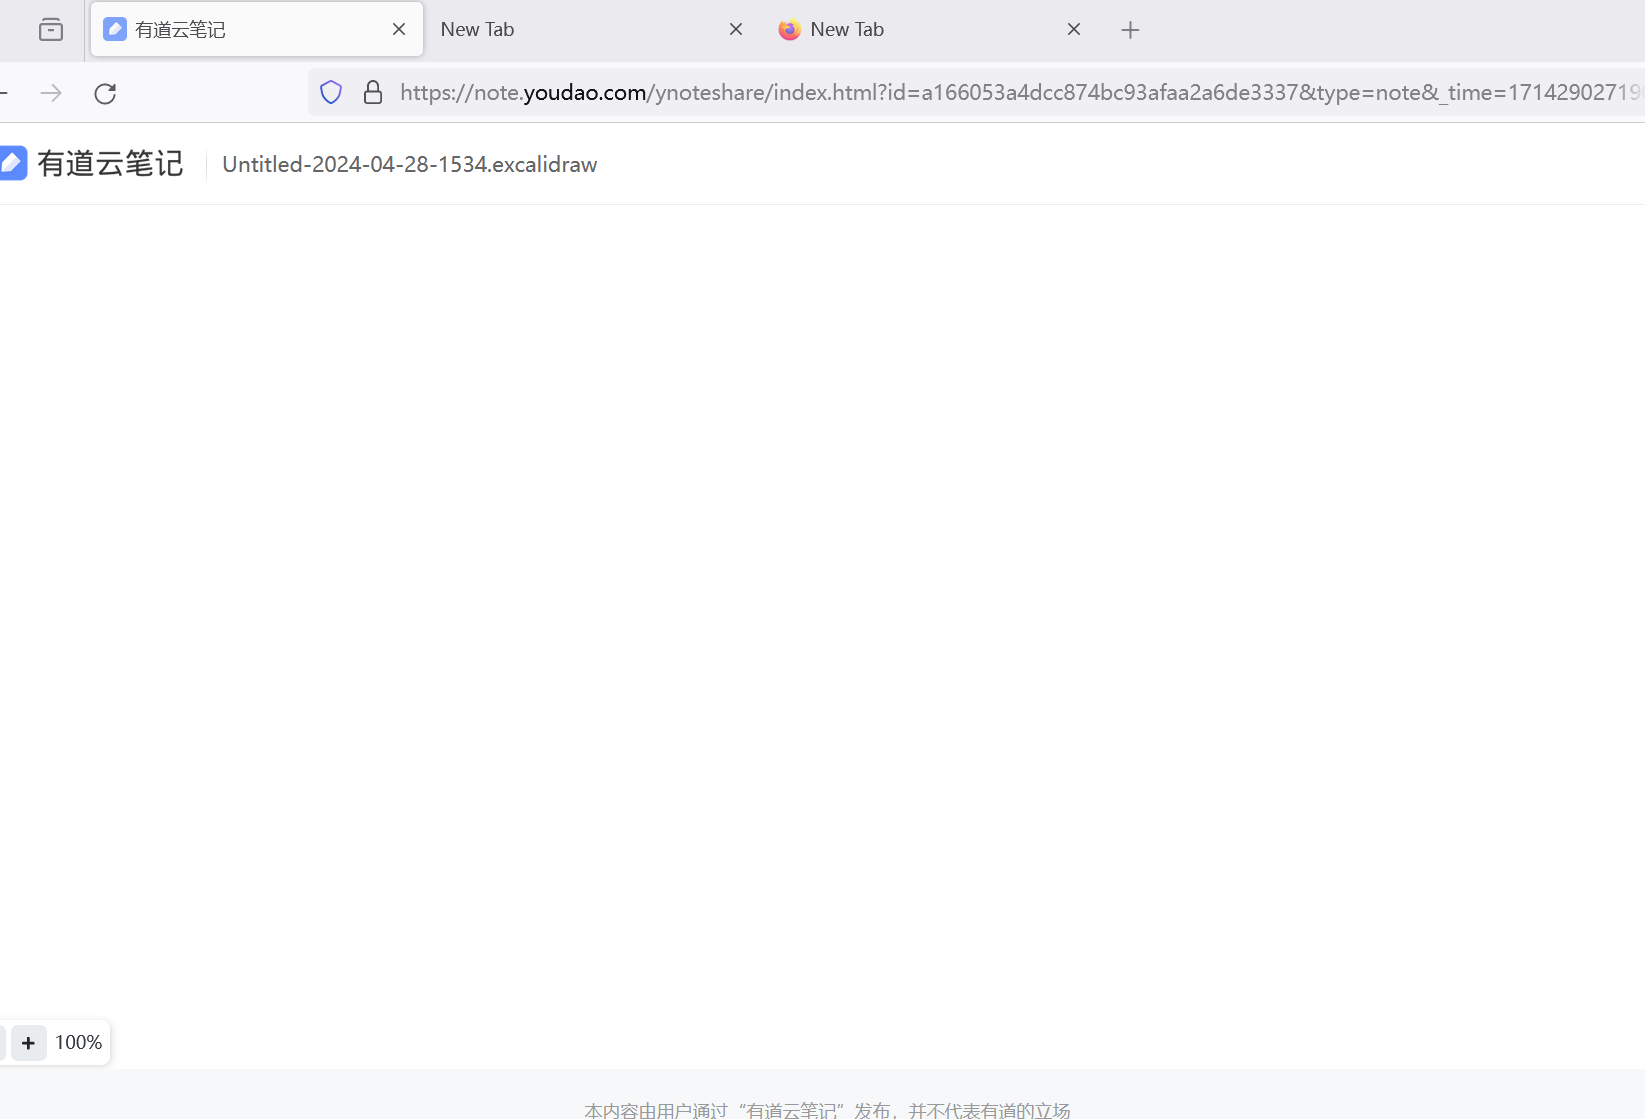 有道云笔记
New Tab
New Tab
https://note.youdao.com/ynoteshare/index.html?id=a166053a4dcc874bc93afaa2a6de3337&type=note&_time=171429027190
有道云笔记
Untitled-2024-04-28-1534.excalidraw
+ 100%
本内容由用户通过“有道云笔记”发布，并不代表有道的立场